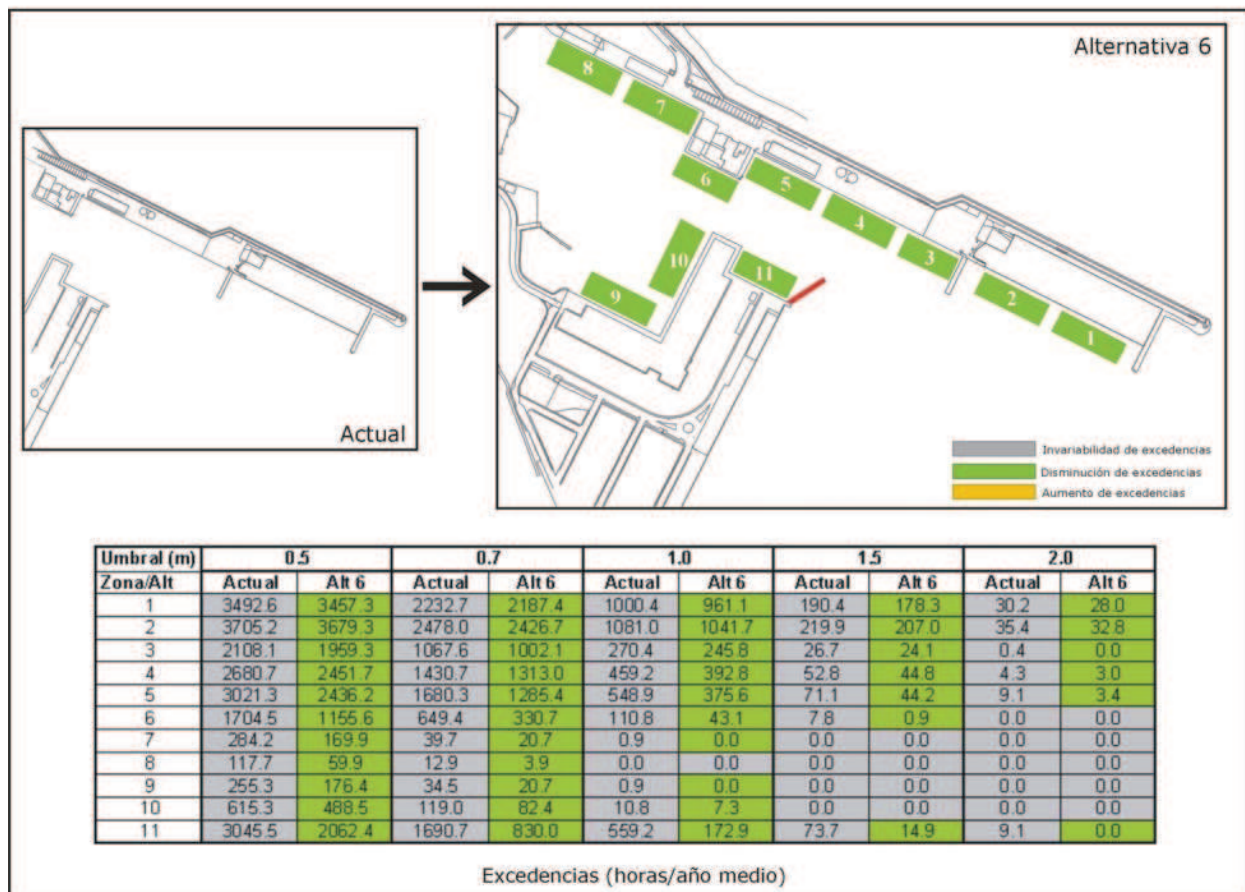 Alternativa 6
8
7
6
5
4
3
2
1
10
11
9
Actual
Invariabilidad de excedencias
Disminución de excedencias
Aumento de excedencias
Umbral (m) 0.5 0.7 1.0 1.5 2.0
Zona/Alt Actual Alt 6 Actual Alt 6 Actual Alt 6 Actual Alt 6 Actual Alt 6
1 3492.6 3457.3 2232.7 2187.4 1000.4 961.1 190.4 178.3 30.2 28.0
2 3705.2 3679.3 2478.0 2426.7 1081.0 1041.7 219.9 207.0 35.4 32.8
3 2108.1 1959.3 1067.6 1002.1 270.4 245.8 26.7 24.1 0.4 0.0
4 2680.7 2451.7 1430.7 1313.0 459.2 392.8 52.8 44.8 4.3 3.0
5 3021.3 2436.2 1680.3 1285.4 548.9 375.6 71.1 44.2 9.1 3.4
6 1704.5 1155.6 649.4 330.7 110.8 43.1 7.8 0.9 0.0 0.0
7 284.2 169.9 39.7 20.7 0.9 0.0 0.0 0.0 0.0 0.0
8 117.7 59.9 12.9 3.9 0.0 0.0 0.0 0.0 0.0 0.0
9 255.3 176.4 34.5 20.7 0.9 0.0 0.0 0.0 0.0 0.0
10 615.3 488.5 119.0 82.4 10.8 7.3 0.0 0.0 0.0 0.0
11 3045.5 2062.4 1690.7 830.0 559.2 172.9 73.7 14.9 9.1 0.0
Excedencias (horas/año medio)